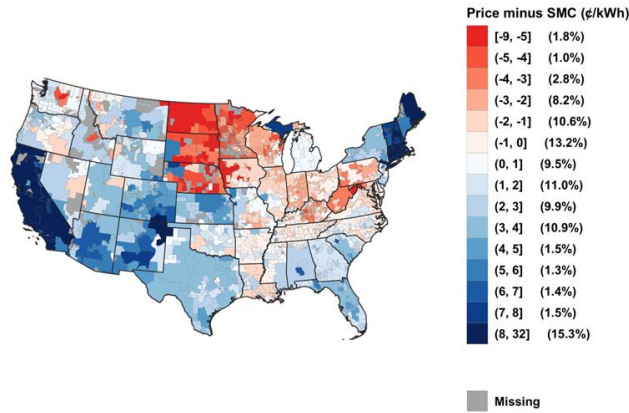 Price minus SMC (¢/kWh)
[-9, -5] (1.8%)
(-5, -4] (1.0%)
(-4, -3] (2.8%)
(-3, -2] (8.2%)
(-2, -1] (10.6%)
(-1, 0] (13.2%)
(0, 1] (9.5%)
(1, 2] (11.0%)
(2, 3] (9.9%)
(3, 4] (10.9%)
(4, 5] (1.5%)
(5, 6] (1.3%)
(6, 7] (1.4%)
(7, 8] (1.5%)
(8, 32] (15.3%)
Missing